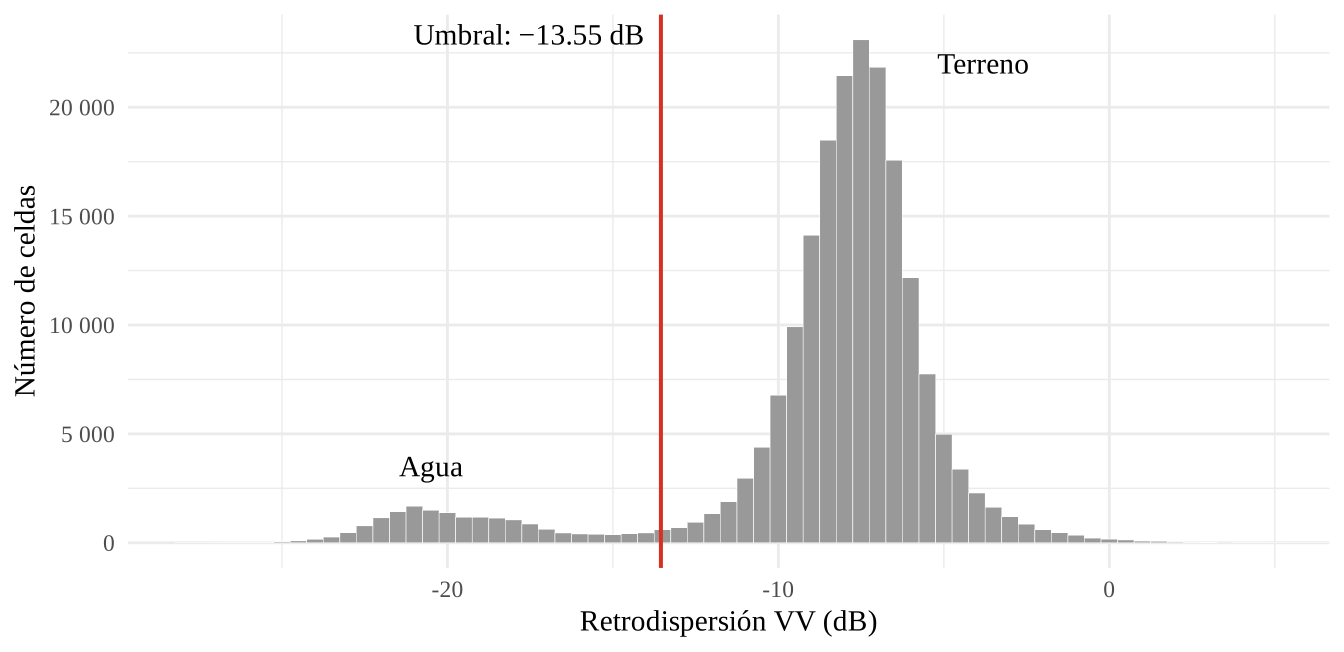 Umbral: −13.55 dB
Terreno
Agua
Número de celdas
20 000
15 000
10 000
5 000
0
-20
-10
0
Retrodispersión VV (dB)